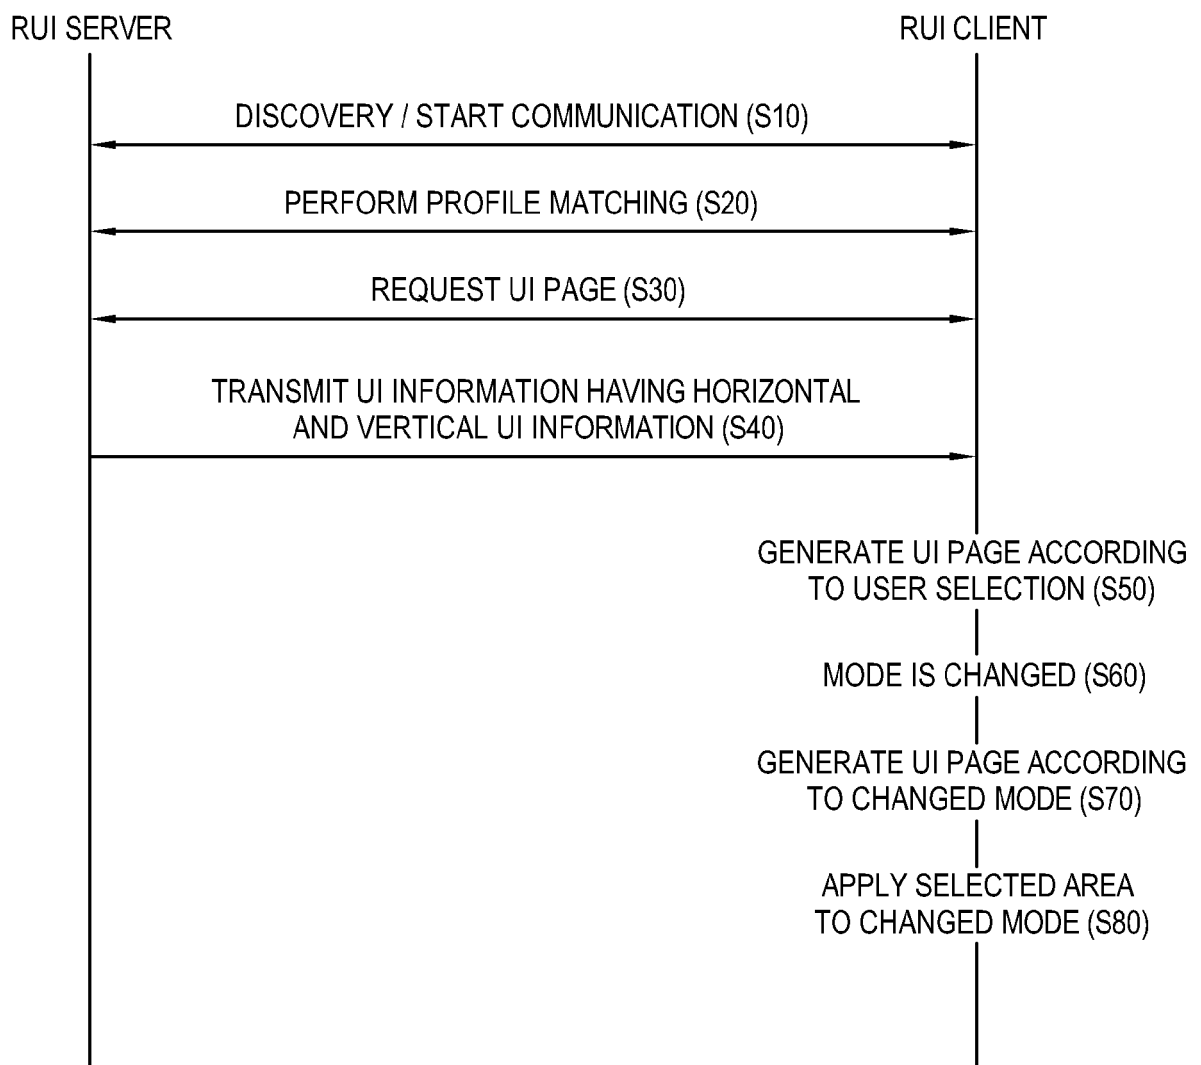 RUI SERVER
RUI CLIENT
DISCOVERY / START COMMUNICATION (S10)
PERFORM PROFILE MATCHING (S20)
REQUEST UI PAGE (S30)
TRANSMIT UI INFORMATION HAVING HORIZONTAL
AND VERTICAL UI INFORMATION (S40)
GENERATE UI PAGE ACCORDING
TO USER SELECTION (S50)
MODE IS CHANGED (S60)
GENERATE UI PAGE ACCORDING
TO CHANGED MODE (S70)
APPLY SELECTED AREA
TO CHANGED MODE (S80)